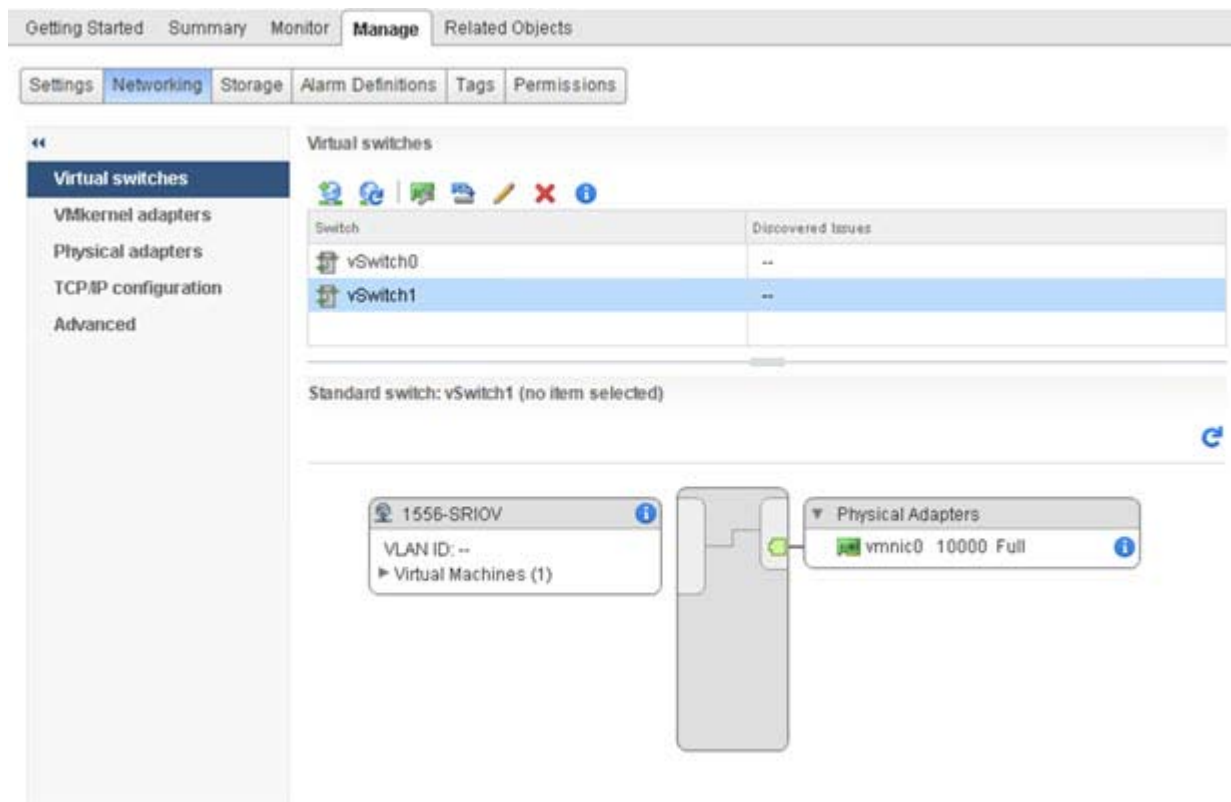 Getting Started Summary Monitor Manage Related Objects
Settings Networking Storage Alarm Definitions Tags Permissions
Virtual switches
VMkernel adapters
Physical adapters
TCP/IP configuration
Advanced
Virtual switches
Switch Discovered Issues
vSwitch0 --
vSwitch1 --
Standard switch: vSwitch1 (no item selected)
1556-SRIOV
VLAN ID: --
Virtual Machines (1)
Physical Adapters
vmnic0 10000 Full